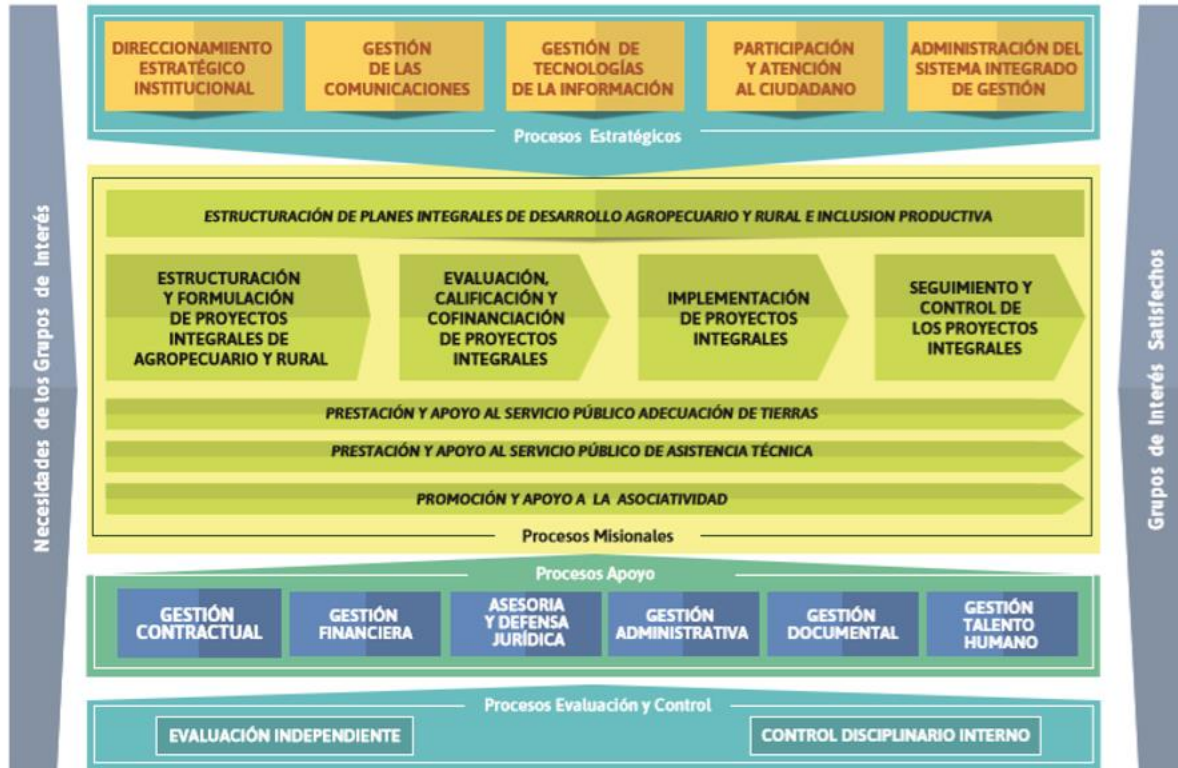 Necesidades de los Grupos de Interés
DIRECCIONAMIENTO
ESTRATÉGICO
INSTITUCIONAL
GESTIÓN
DE LAS
COMUNICACIONES
GESTIÓN DE
TECNOLOGÍAS
DE LA INFORMACIÓN
PARTICIPACIÓN
Y ATENCIÓN
AL CIUDADANO
ADMINISTRACIÓN DEL
SISTEMA INTEGRADO
DE GESTIÓN
Procesos Estratégicos
ESTRUCTURACIÓN DE PLANES INTEGRALES DE DESARROLLO AGROPECUARIO Y RURAL E INCLUSION PRODUCTIVA
ESTRUCTURACIÓN
Y FORMULACIÓN
DE PROYECTOS
INTEGRALES DE
AGROPECUARIO Y RURAL
EVALUACIÓN,
CALIFICACIÓN Y
COFINANCIACIÓN
DE PROYECTOS
INTEGRALES
IMPLEMENTACIÓN
DE PROYECTOS
INTEGRALES
SEGUIMIENTO Y
CONTROL DE
LOS PROYECTOS
INTEGRALES
PRESTACIÓN Y APOYO AL SERVICIO PÚBLICO ADECUACIÓN DE TIERRAS
PRESTACIÓN Y APOYO AL SERVICIO PÚBLICO DE ASISTENCIA TÉCNICA
PROMOCIÓN Y APOYO A LA ASOCIATIVIDAD
Procesos Misionales
Procesos Apoyo
GESTIÓN
CONTRACTUAL
GESTIÓN
FINANCIERA
ASESORIA
Y DEFENSA
JURÍDICA
GESTIÓN
ADMINISTRATIVA
GESTIÓN
DOCUMENTAL
GESTIÓN
TALENTO
HUMANO
Procesos Evaluación y Control
EVALUACIÓN INDEPENDIENTE
CONTROL DISCIPLINARIO INTERNO
Grupos de Interés Satisfechos